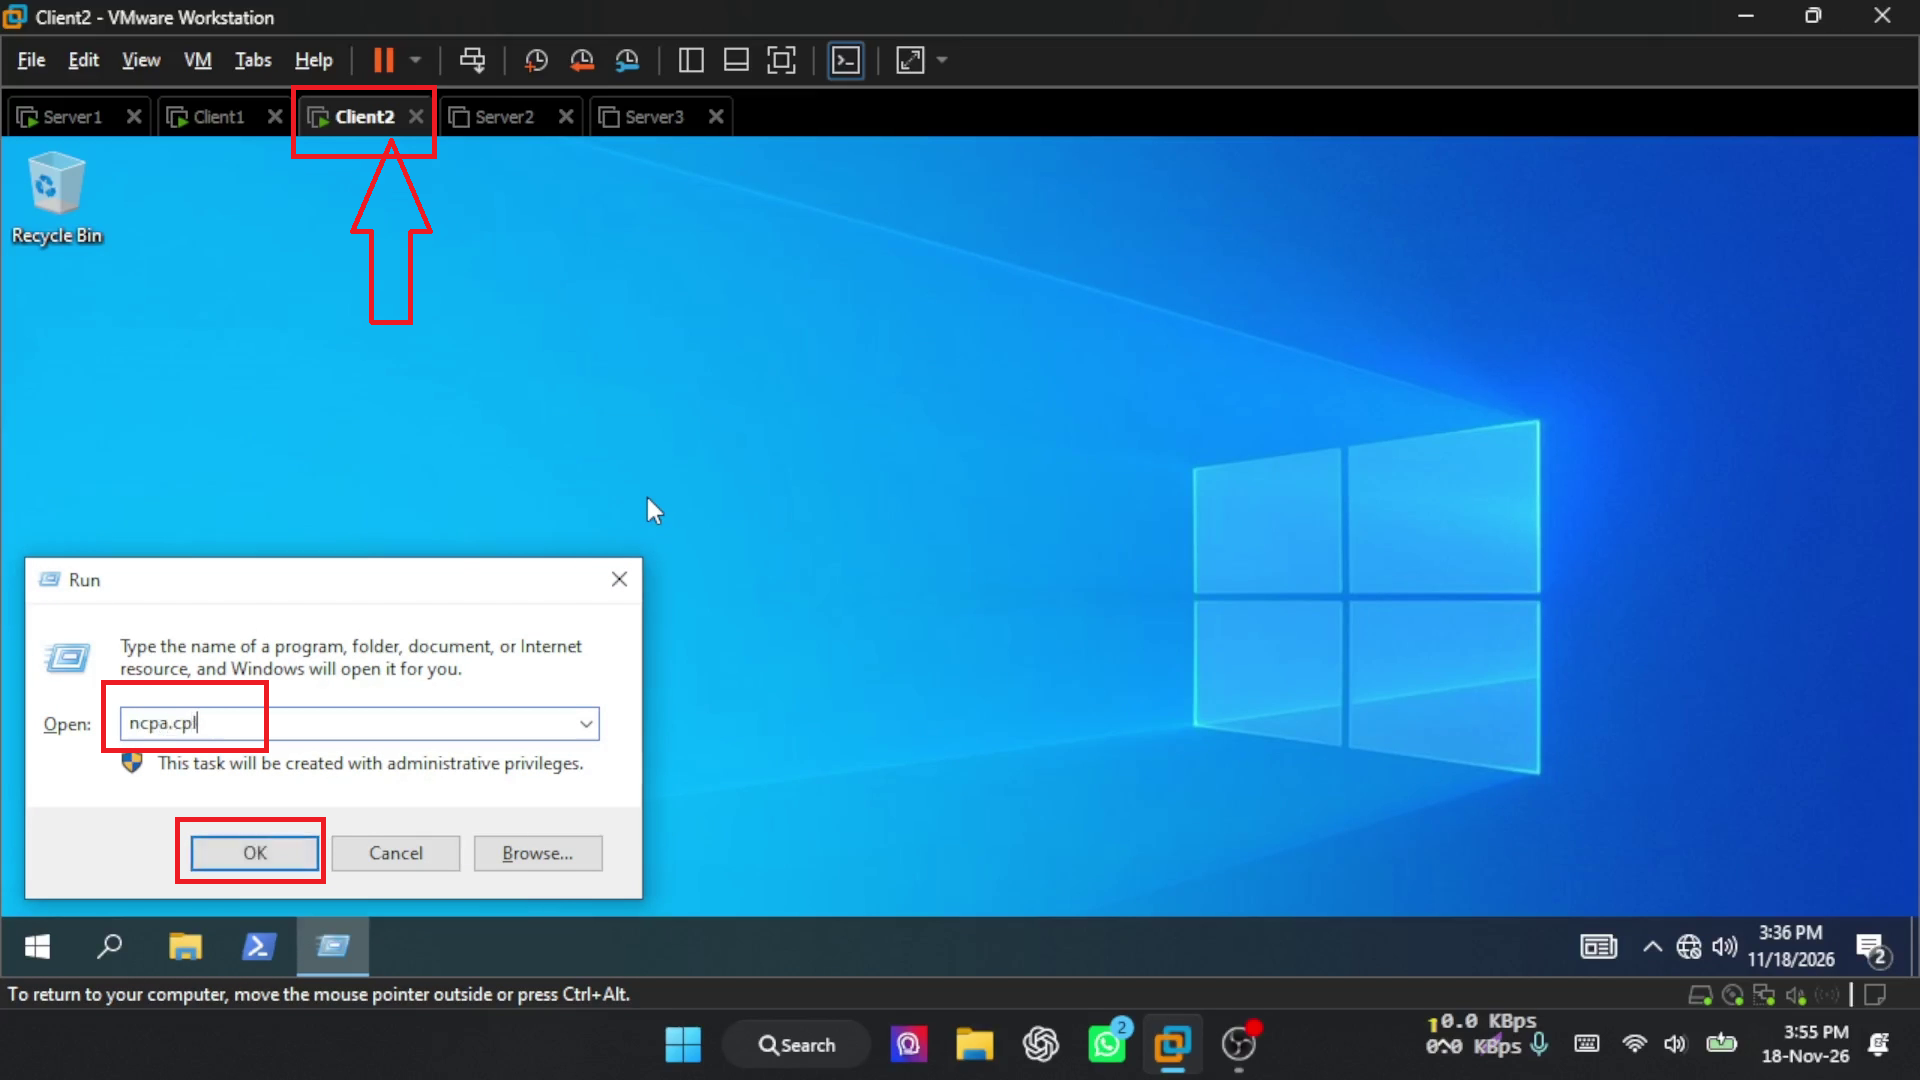 Client2 - VMware Workstation
File Edit View VM Tabs Help
Server1 Client1 Client2 Server2 Server3
Recycle Bin
Run
Type the name of a program, folder, document, or Internet
resource, and Windows will open it for you.
Open: ncpa.cpl
This task will be created with administrative privileges.
OK Cancel Browse...
3:36 PM
11/18/2026
2
To return to your computer, move the mouse pointer outside or press Ctrl+Alt.
Search
2
0.0 KBps
0.0 KBps
3:55 PM
18-Nov-26